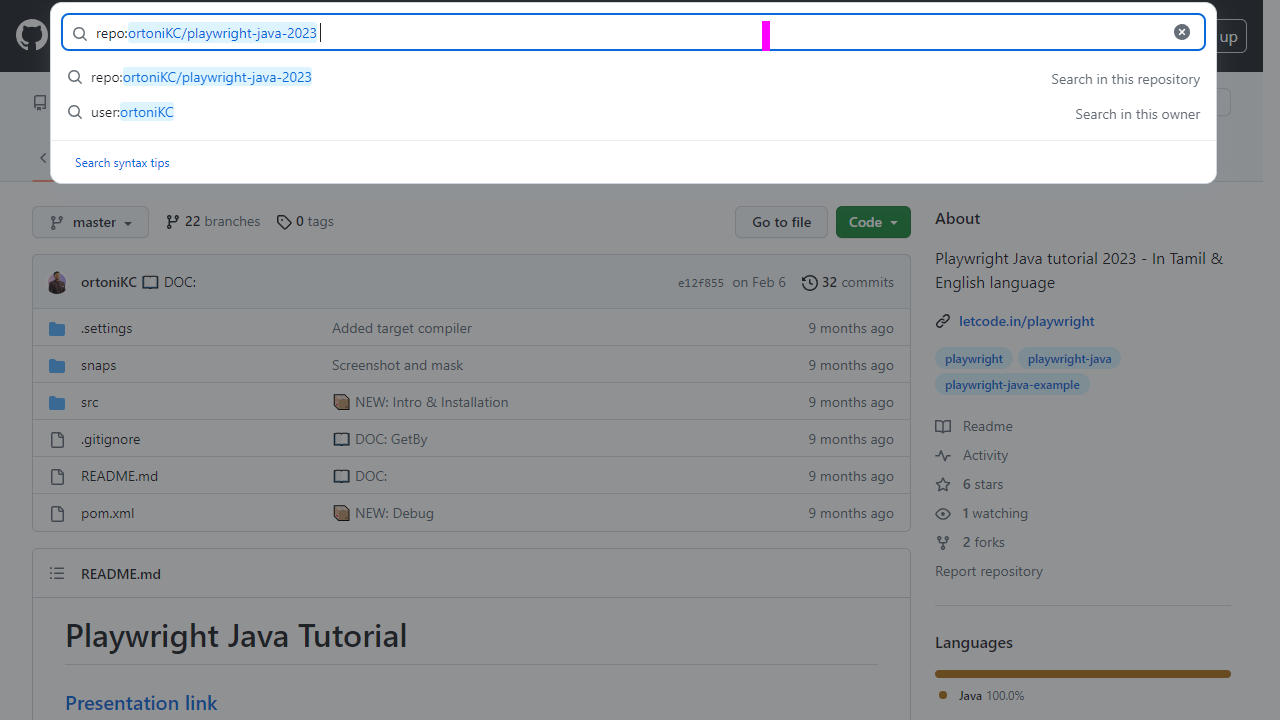 repo:ortoniKC/playwright-java-2023
up
repo:ortoniKC/playwright-java-2023
Search in this repository
user:ortoniKC
Search in this owner
Search syntax tips
master
22 branches
0 tags
Go to file
Code
About
Playwright Java tutorial 2023 - In Tamil &
English language
ortoniKC DOC:
e12f855 on Feb 6
32 commits
letcode.in/playwright
.settings
Added target compiler
9 months ago
playwright
playwright-java
snaps
Screenshot and mask
9 months ago
playwright-java-example
src
NEW: Intro & Installation
9 months ago
Readme
.gitignore
DOC: GetBy
9 months ago
Activity
README.md
DOC:
9 months ago
6 stars
pom.xml
NEW: Debug
9 months ago
1 watching
2 forks
Report repository
README.md
Playwright Java Tutorial
Languages
Presentation link
Java 100.0%